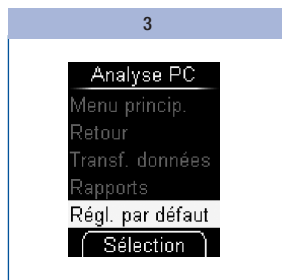 3
Analyse PC
Menu princip.
Retour
Transf. données
Rapports
Régl. par défaut
Sélection